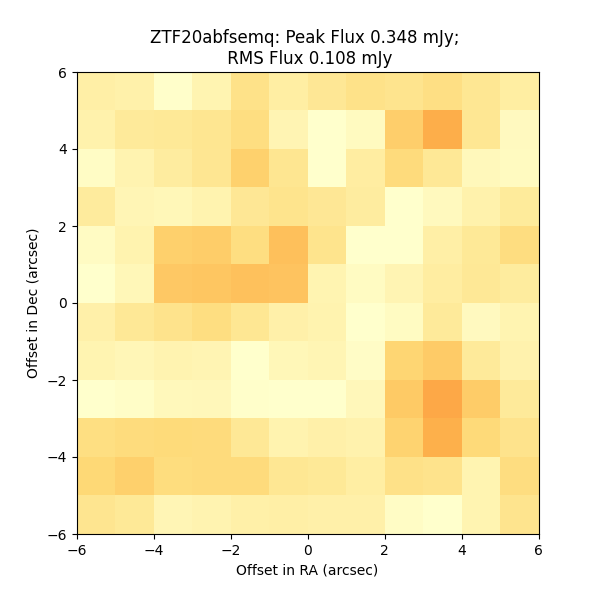 ZTF20abfsemq: Peak Flux 0.348 mJy;
RMS Flux 0.108 mJy
6
4
2
0
−2
−4
−6
Offset in Dec (arcsec)
−6 −4 −2 0 2 4 6
Offset in RA (arcsec)